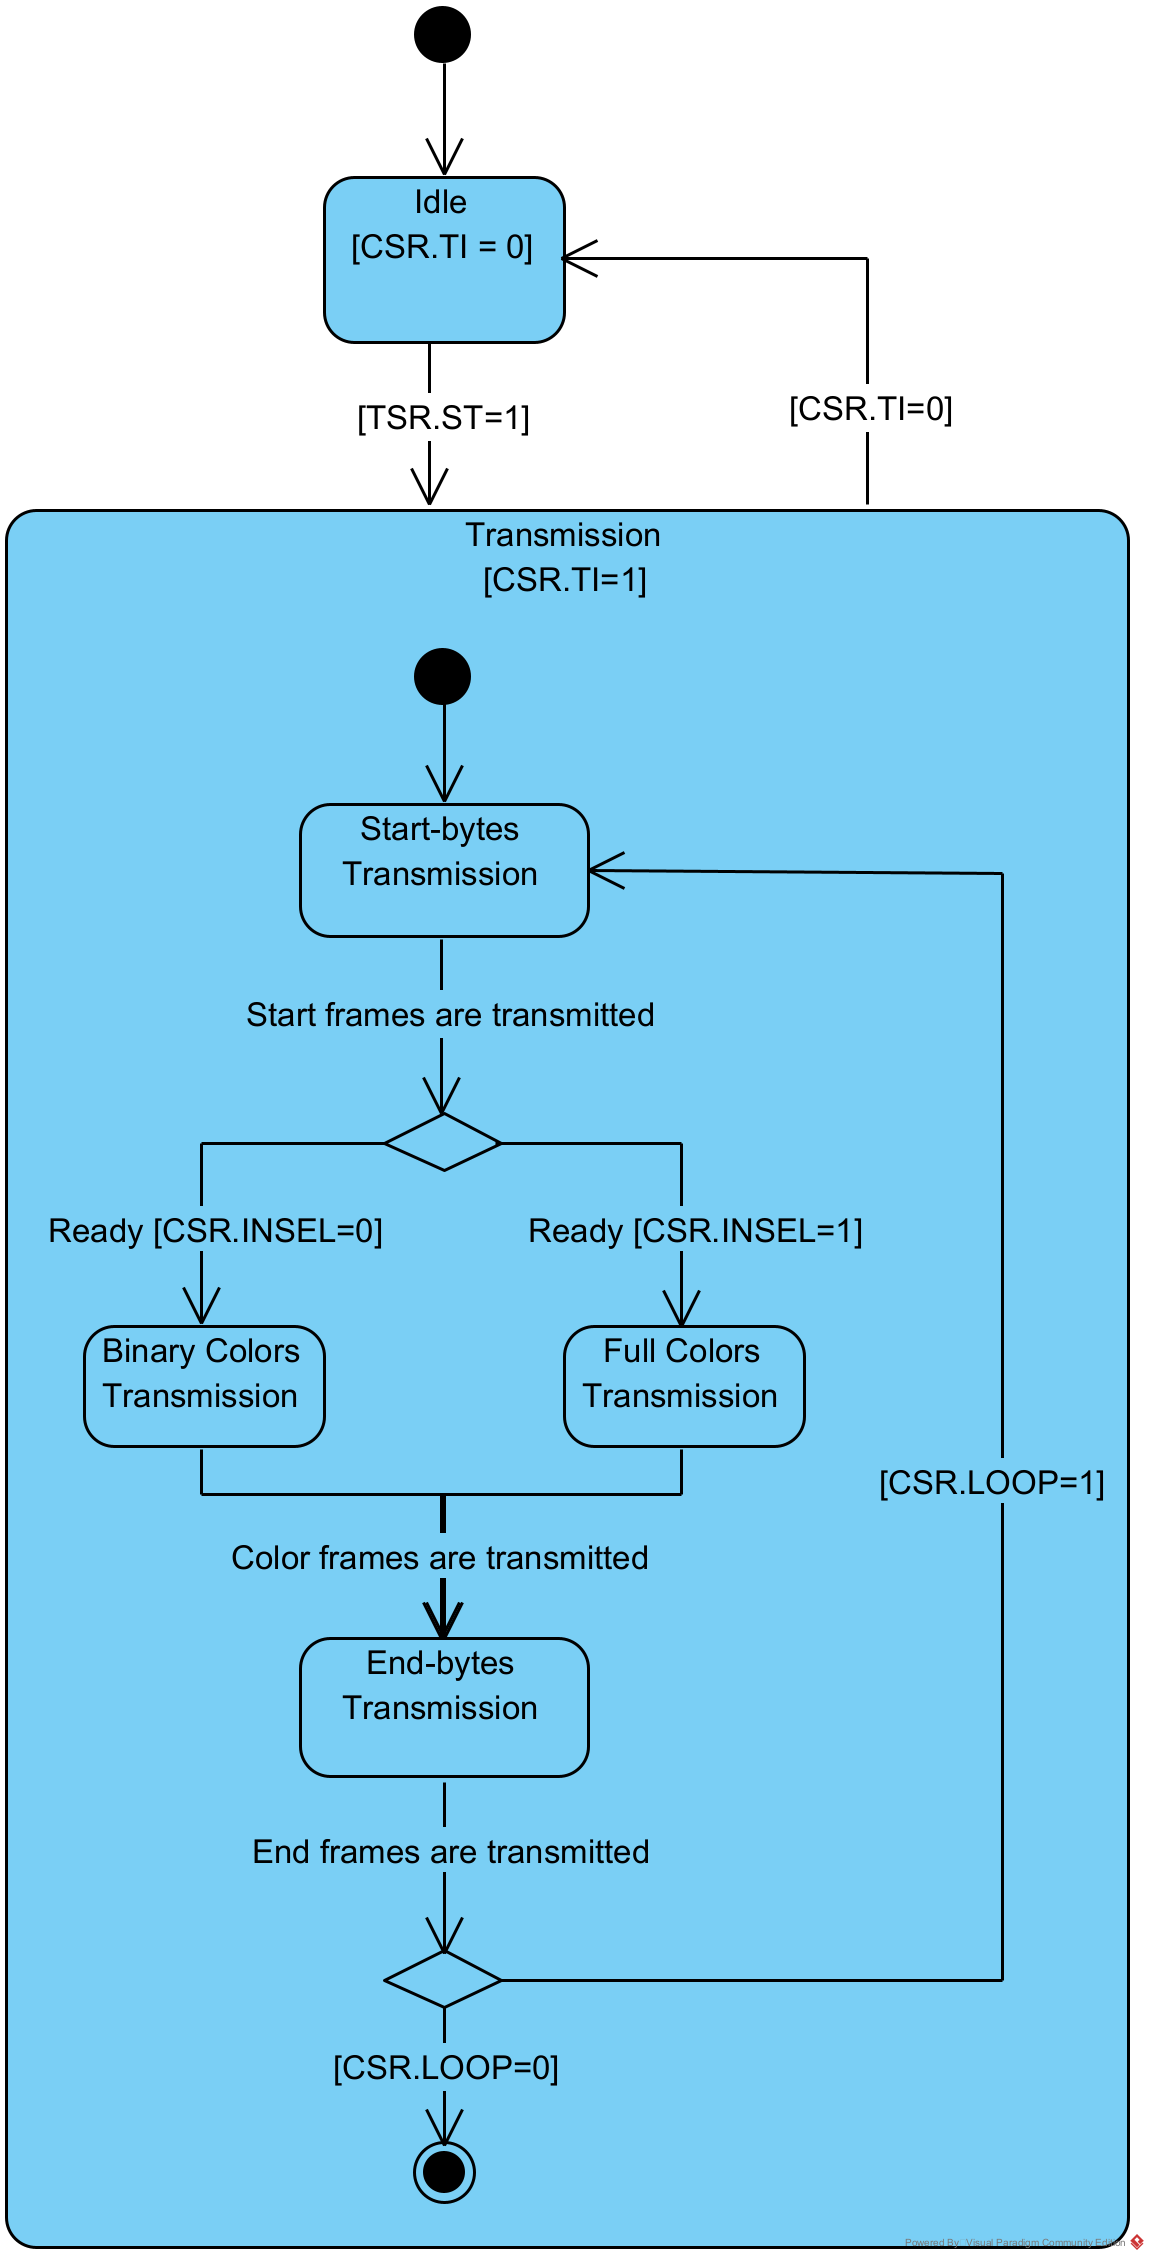 Idle
[CSR.TI = 0]
[TSR.ST=1]
[CSR.TI=0]
Transmission
[CSR.TI=1]
Start-bytes
Transmission
Start frames are transmitted
Ready [CSR.INSEL=0]
Ready [CSR.INSEL=1]
Binary Colors
Transmission
Full Colors
Transmission
[CSR.LOOP=1]
Color frames are transmitted
End-bytes
Transmission
End frames are transmitted
[CSR.LOOP=0]
Powered By: Visual Paradigm Community Edition